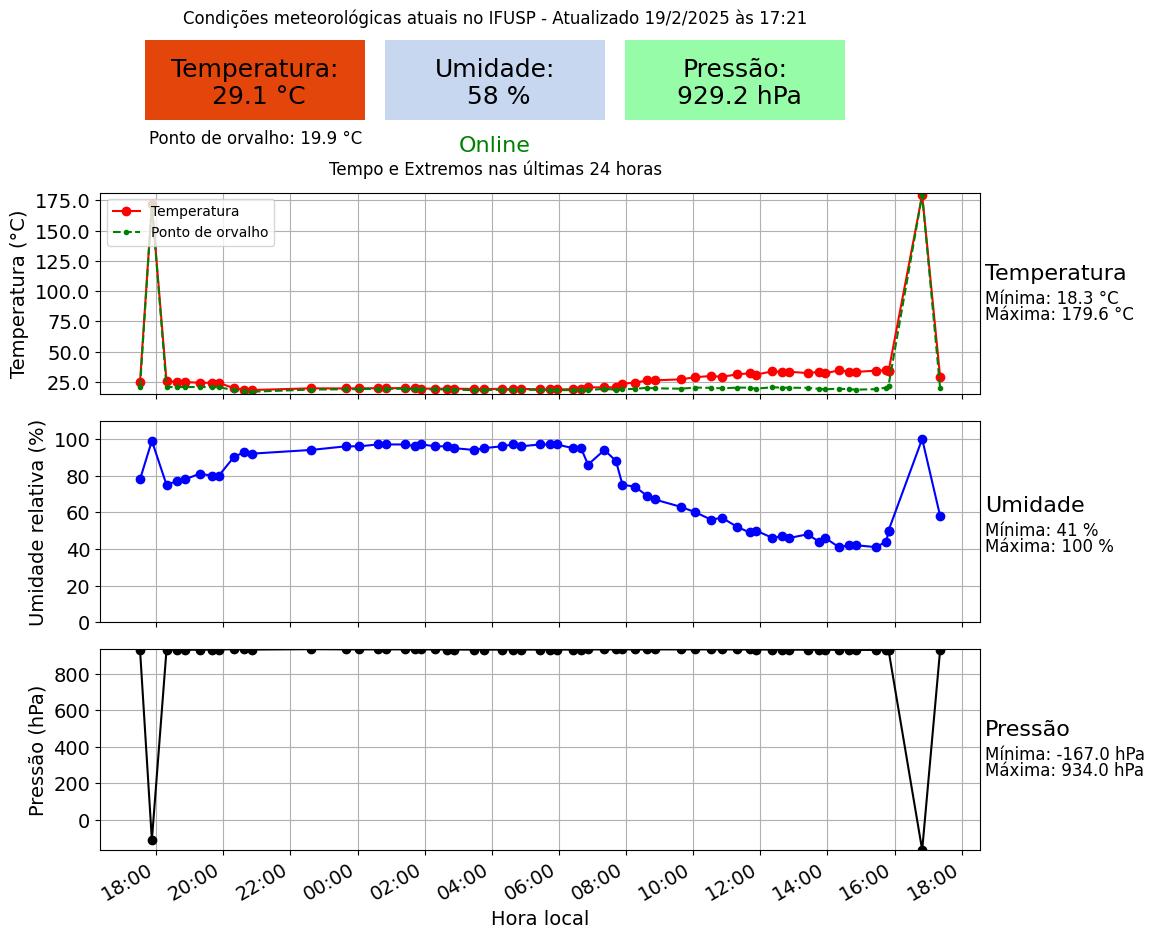 Condições meteorológicas atuais no IFUSP - Atualizado 19/2/2025 às 17:21
Temperatura:
29.1 °C
Umidade:
58 %
Pressão:
929.2 hPa
Ponto de orvalho: 19.9 °C
Online
Tempo e Extremos nas últimas 24 horas
Temperatura (°C)
175.0
150.0
125.0
100.0
75.0
50.0
25.0
Temperatura
Ponto de orvalho
Temperatura
Mínima: 18.3 °C
Máxima: 179.6 °C
Umidade relativa (%)
100
80
60
40
20
0
Umidade
Mínima: 41 %
Máxima: 100 %
Pressão (hPa)
800
600
400
200
0
Pressão
Mínima: -167.0 hPa
Máxima: 934.0 hPa
18:00 20:00 22:00 00:00 02:00 04:00 06:00 08:00 10:00 12:00 14:00 16:00 18:00
Hora local